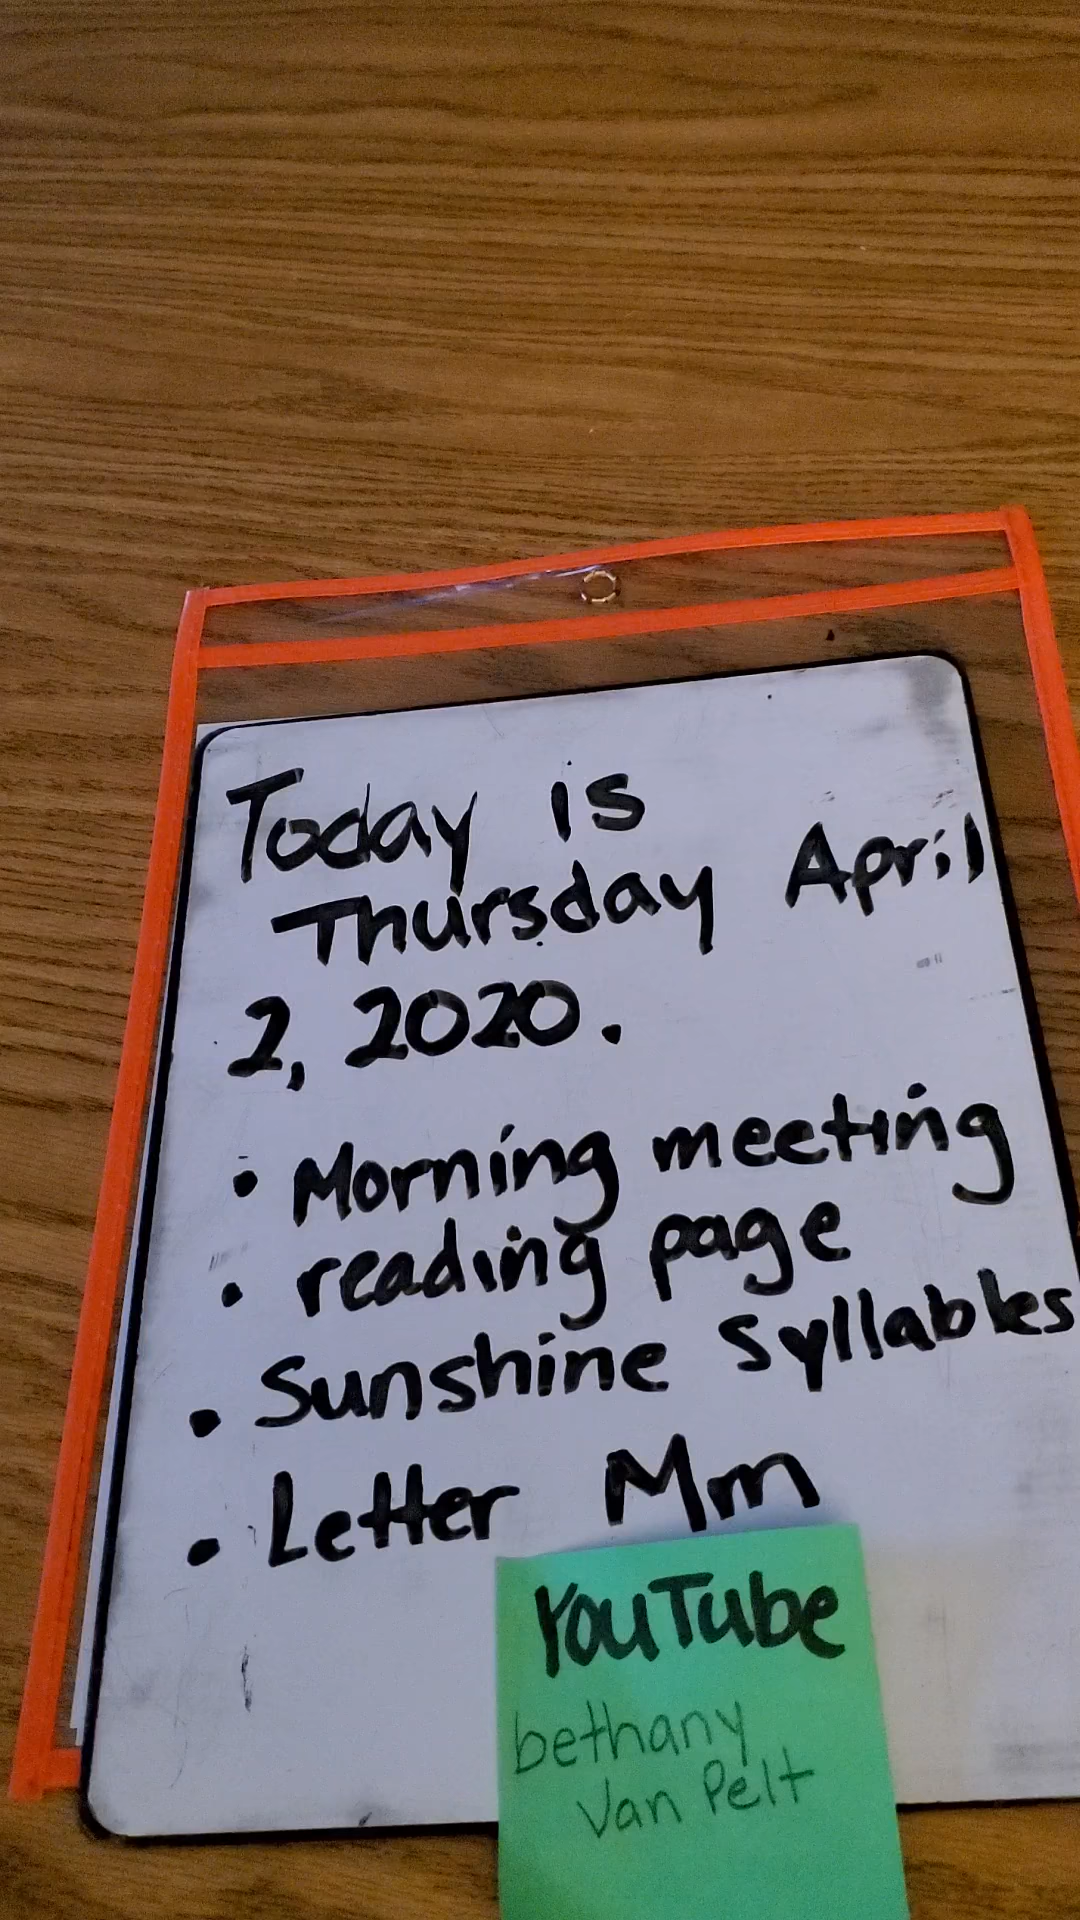 Today is
Thursday April
2, 2020.
• Morning meeting
• reading page
• Sunshine Syllables
• Letter Mm
YouTube
bethany
Van Pelt